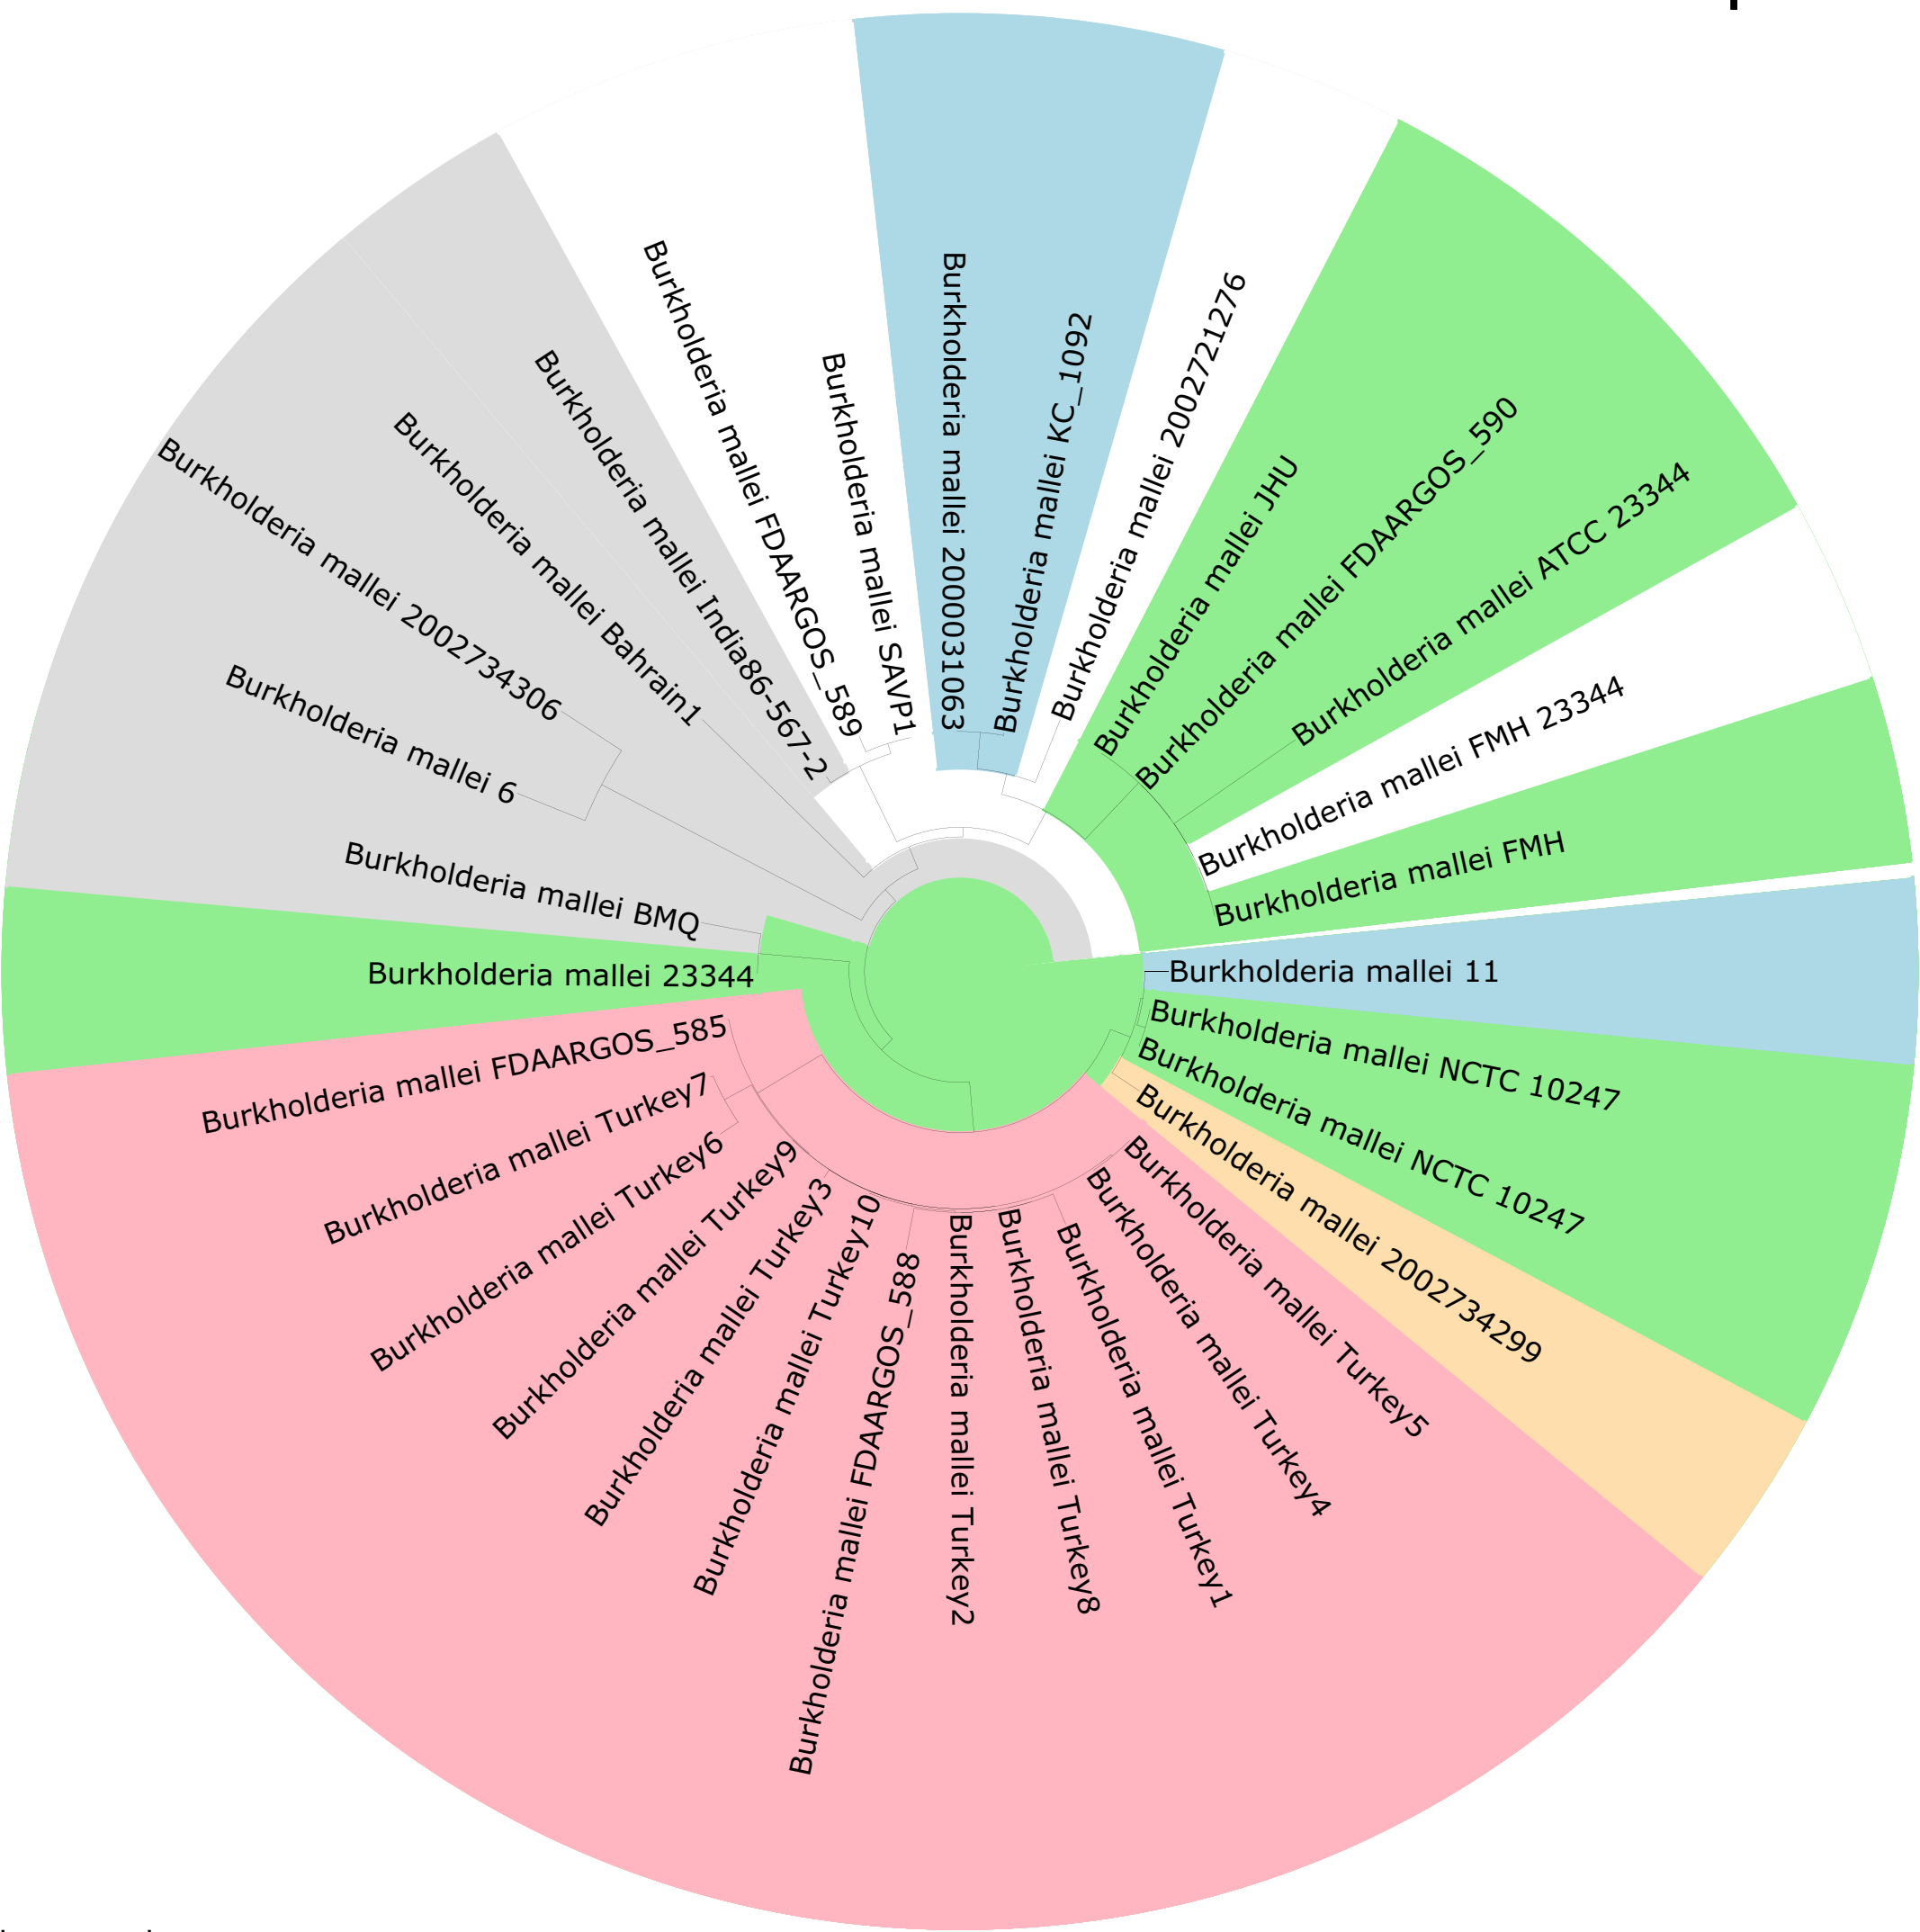 Burkholderia mallei 2000031063
Burkholderia mallei KC_1092
Burkholderia mallei 2002721276
Burkholderia mallei JHU
Burkholderia mallei FDAARGOS_590
Burkholderia mallei ATCC 23344
Burkholderia mallei FMH 23344
Burkholderia mallei FMH
Burkholderia mallei 11
Burkholderia mallei NCTC 10247
Burkholderia mallei NCTC 10247
Burkholderia mallei 2002734299
Burkholderia mallei Turkey5
Burkholderia mallei Turkey4
Burkholderia mallei Turkey1
Burkholderia mallei Turkey8
Burkholderia mallei Turkey2
Burkholderia mallei FDAARGOS_588
Burkholderia mallei Turkey10
Burkholderia mallei Turkey3
Burkholderia mallei Turkey9
Burkholderia mallei Turkey6
Burkholderia mallei Turkey7
Burkholderia mallei FDAARGOS_585
Burkholderia mallei 23344
Burkholderia mallei BMQ
Burkholderia mallei 6
Burkholderia mallei 2002734306
Burkholderia mallei Bahrain1
Burkholderia mallei India86-567-2
Burkholderia mallei FDAARGOS_589
Burkholderia mallei SAVP1